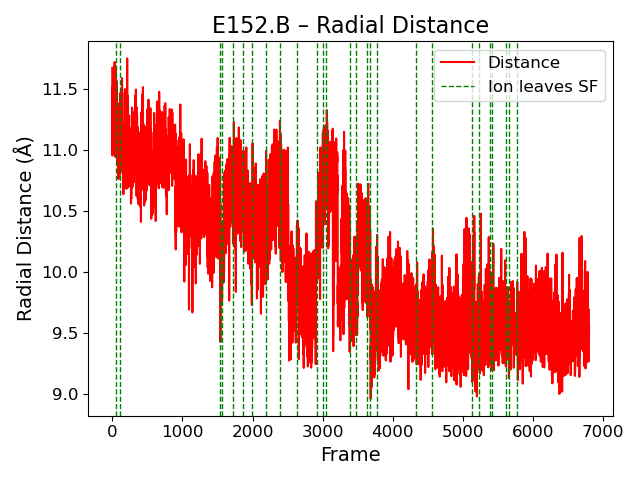 E152.B – Radial Distance
Distance
Ion leaves SF
Radial Distance (Å)
11.5
11.0
10.5
10.0
9.5
9.0
0 1000 2000 3000 4000 5000 6000 7000
Frame